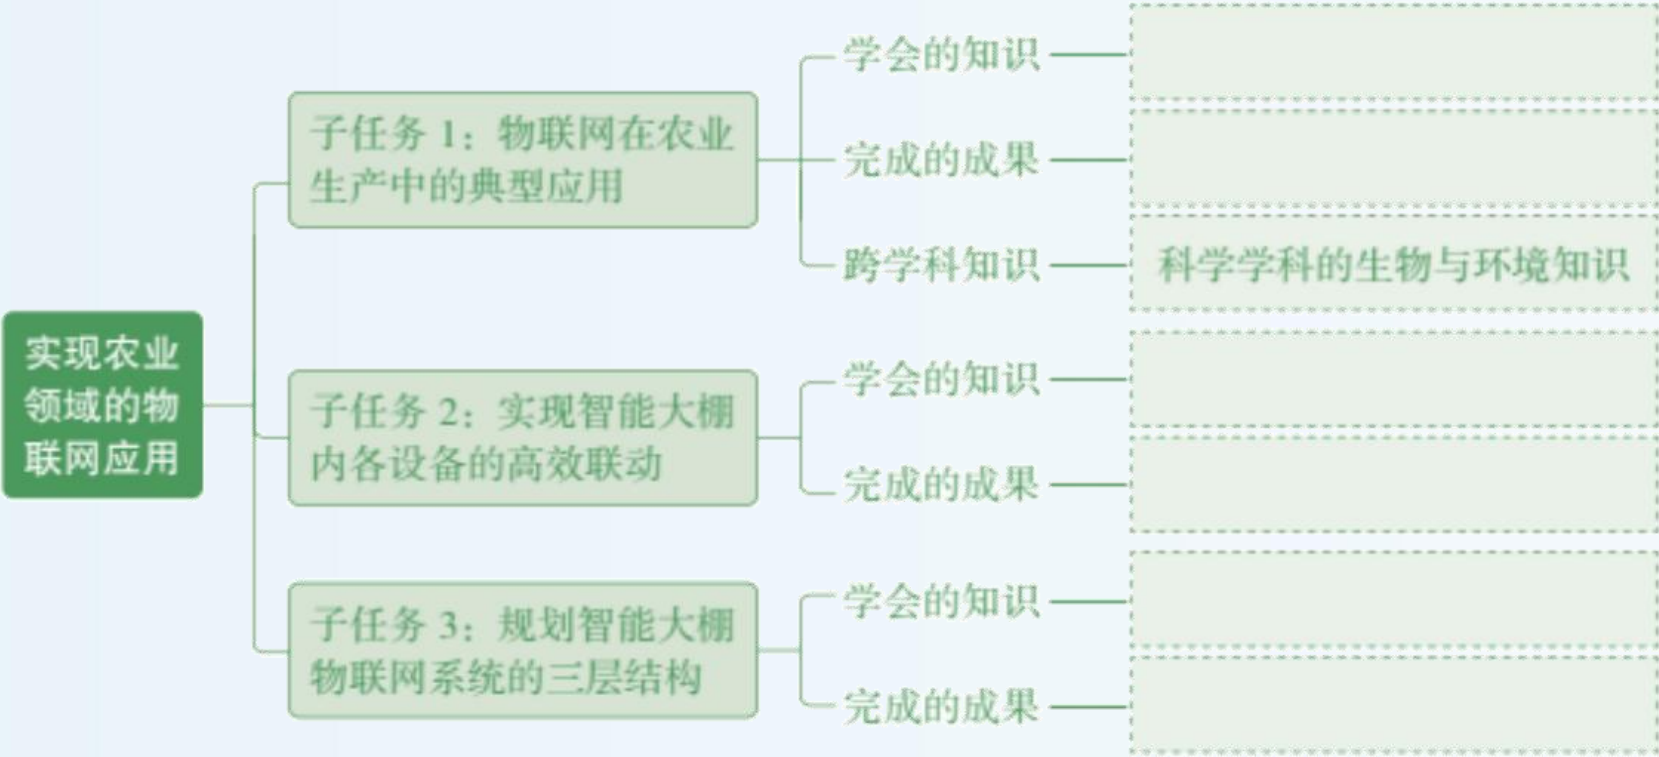 学会的知识
子任务 1：物联网在农业
生产中的典型应用
完成的成果
跨学科知识
科学学科的生物与环境知识
实现农业
领域的物
联网应用
子任务 2：实现智能大棚
内各设备的高效联动
学会的知识
完成的成果
子任务 3：规划智能大棚
物联网系统的三层结构
学会的知识
完成的成果